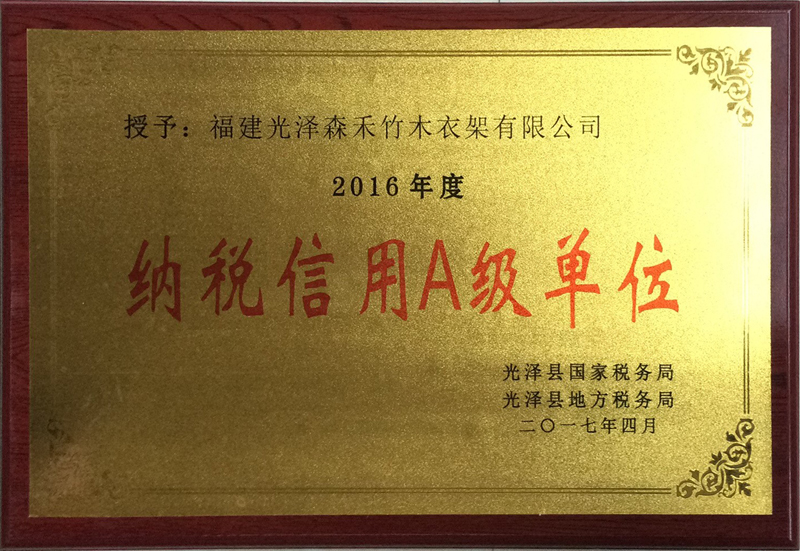 授予：福建光泽森禾竹木衣架有限公司
2016年度
纳税信用A级单位
光泽县国家税务局
光泽县地方税务局
二〇一七年四月